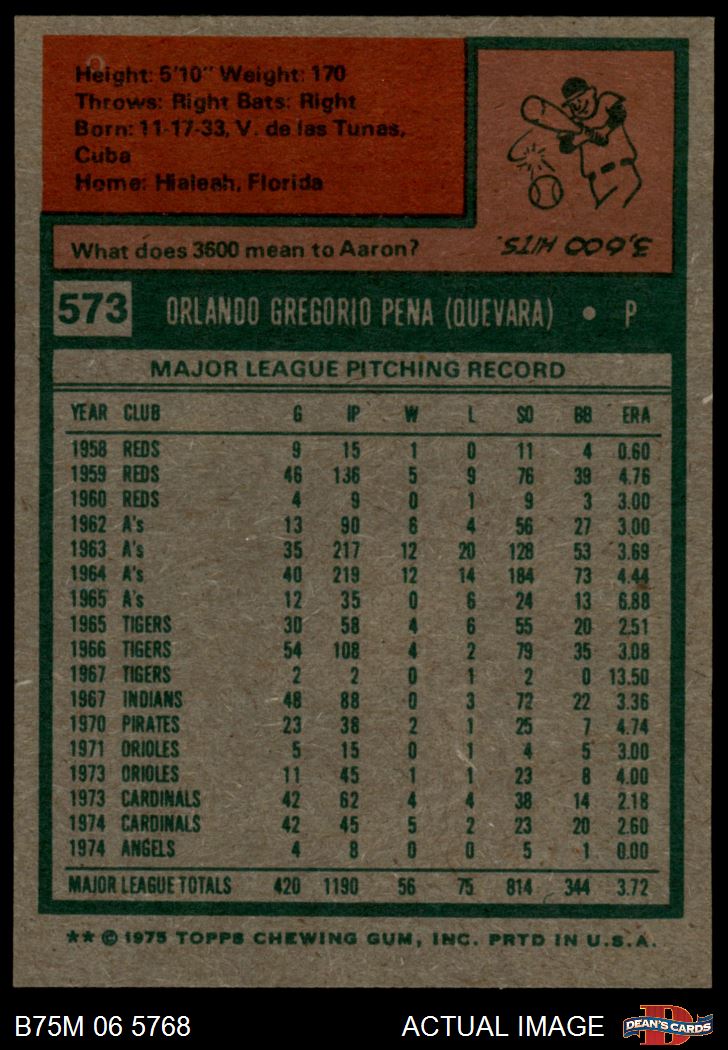 Height: 5'10" Weight: 170
Throws: Right Bats: Right
Born: 11-17-33, V. de las Tunas,
Cuba
Home: Hialeah, Florida
What does 3600 mean to Aaron?
3,600 HITS.
573 ORLANDO GREGORIO PENA (QUEVARA) • P
MAJOR LEAGUE PITCHING RECORD
YEAR CLUB G IP W L SO BB ERA
1958 REDS 9 15 1 0 11 4 0.60
1959 REDS 46 136 5 9 76 39 4.76
1960 REDS 4 9 0 1 9 3 3.00
1962 A's 13 90 6 4 56 27 3.00
1963 A's 35 217 12 20 128 53 3.69
1964 A's 40 219 12 14 184 73 4.44
1965 A's 12 35 0 6 24 13 6.88
1965 TIGERS 30 58 4 6 55 20 2.51
1966 TIGERS 54 108 4 2 79 35 3.08
1967 TIGERS 2 2 0 1 2 0 13.50
1967 INDIANS 48 88 0 3 72 22 3.36
1970 PIRATES 23 38 2 1 25 7 4.74
1971 ORIOLES 5 15 0 1 4 5 3.00
1973 ORIOLES 11 45 1 1 23 8 4.00
1973 CARDINALS 42 62 4 4 38 14 2.18
1974 CARDINALS 42 45 5 2 23 20 2.60
1974 ANGELS 4 8 0 0 5 1 0.00
MAJOR LEAGUE TOTALS 420 1190 56 75 814 344 3.72
** © 1975 TOPPS CHEWING GUM, INC. PRTD IN U.S.A.
B75M 06 5768 ACTUAL IMAGE
D
DEAN'S CARDS